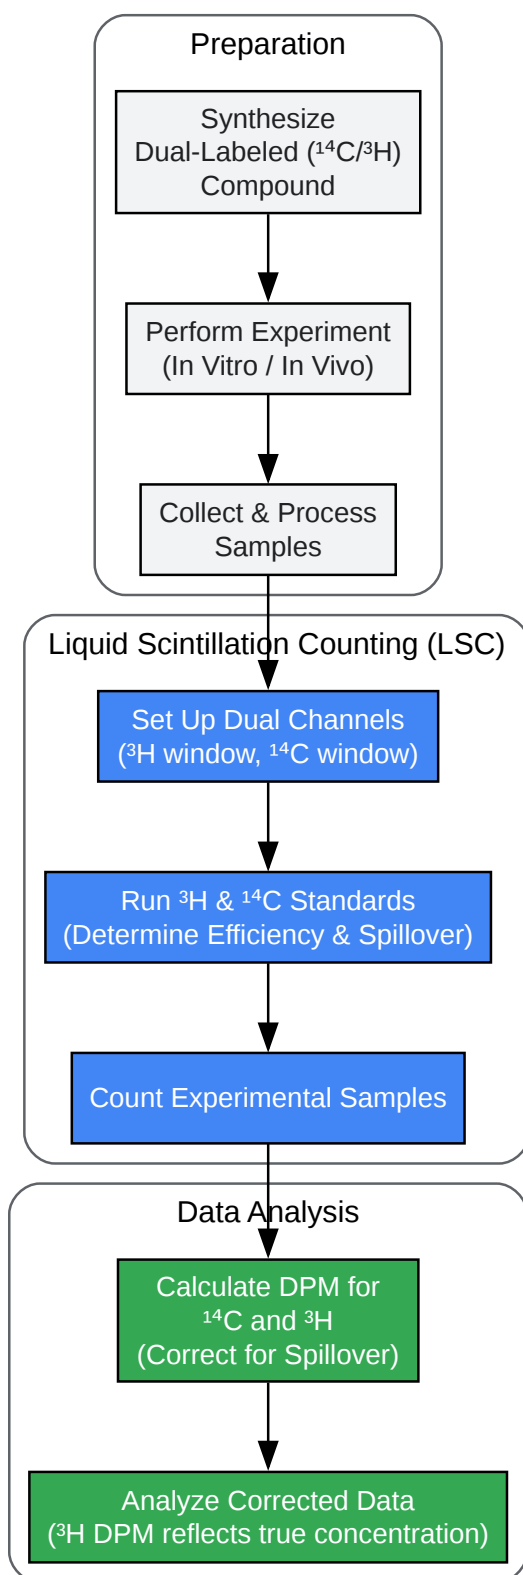 Preparation
Synthesize
Dual-Labeled (¹⁴C/³H)
Compound
Perform Experiment
(In Vitro / In Vivo)
Collect & Process
Samples
Liquid Scintillation Counting (LSC)
Set Up Dual Channels
(³H window, ¹⁴C window)
Run ³H & ¹⁴C Standards
(Determine Efficiency & Spillover)
Count Experimental Samples
Data Analysis
Calculate DPM for
¹⁴C and ³H
(Correct for Spillover)
Analyze Corrected Data
(³H DPM reflects true concentration)